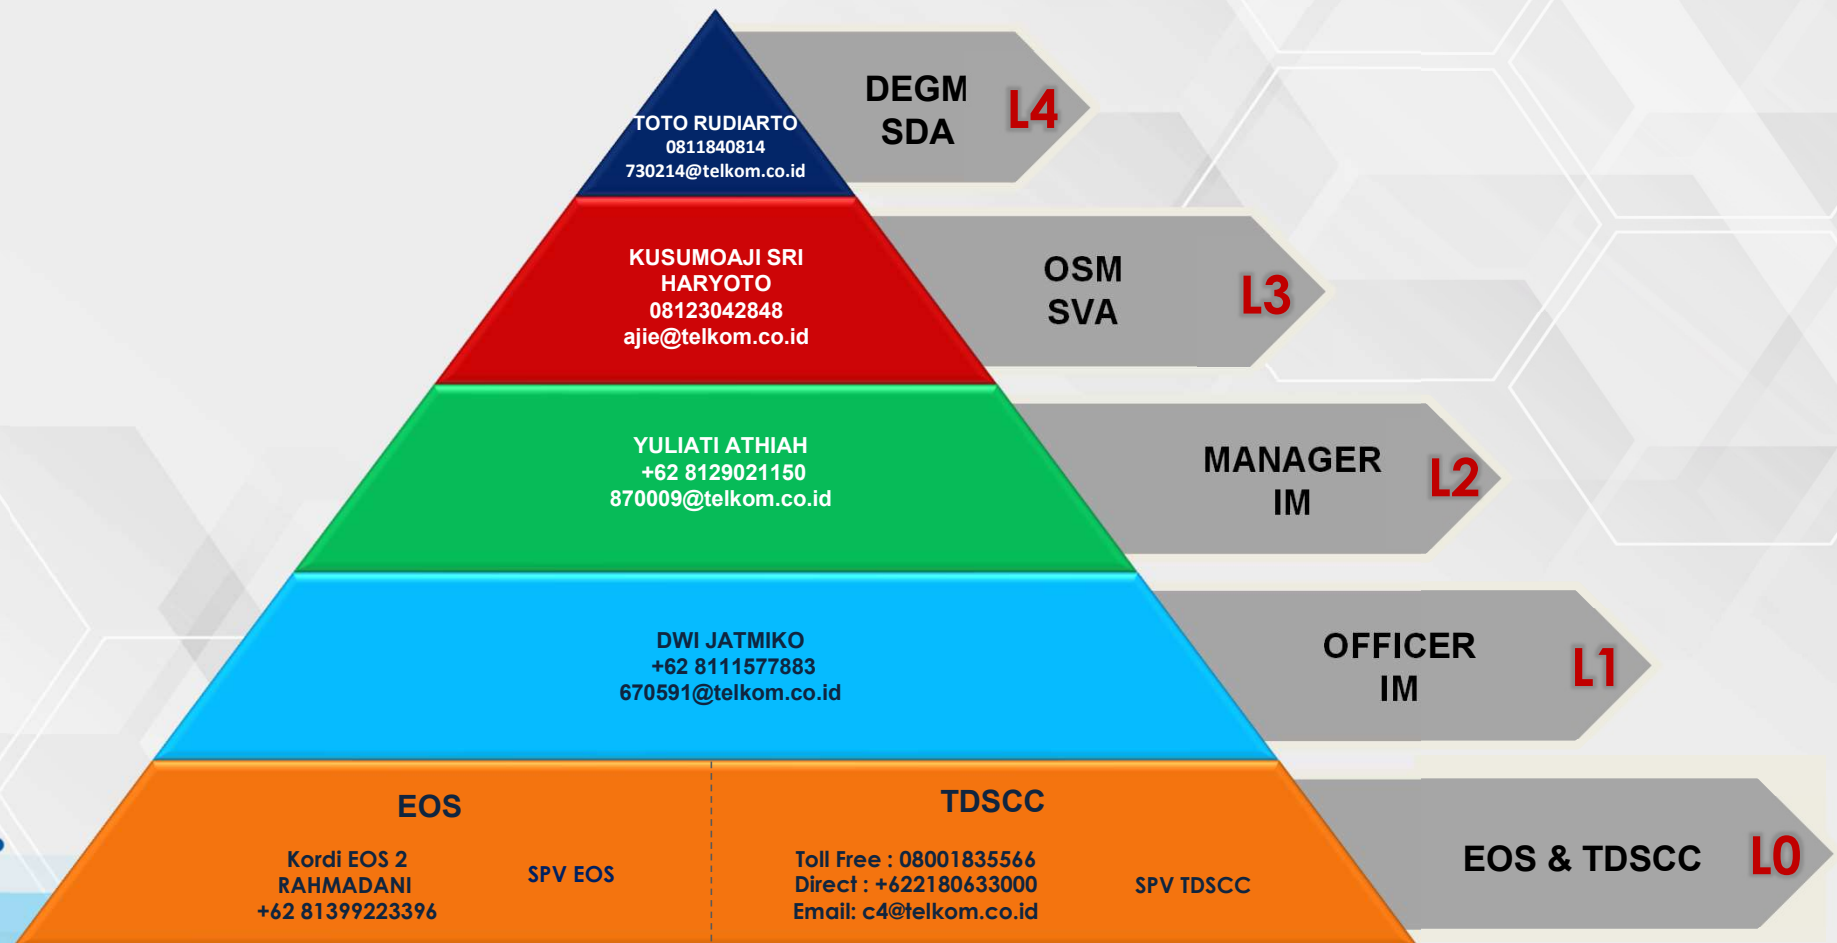 TOTO RUDIARTO
0811840814
730214@telkom.co.id
DEGM
SDA
L4
KUSUMOAJI SRI
HARYOTO
08123042848
ajie@telkom.co.id
OSM
SVA
L3
YULIATI ATHIAH
+62 8129021150
870009@telkom.co.id
MANAGER
IM
L2
DWI JATMIKO
+62 8111577883
670591@telkom.co.id
OFFICER
IM
L1
EOS
Kordi EOS 2
RAHMADANI
+62 81399223396
SPV EOS
TDSCC
Toll Free : 08001835566
Direct : +622180633000
Email: c4@telkom.co.id
SPV TDSCC
EOS & TDSCC
L0